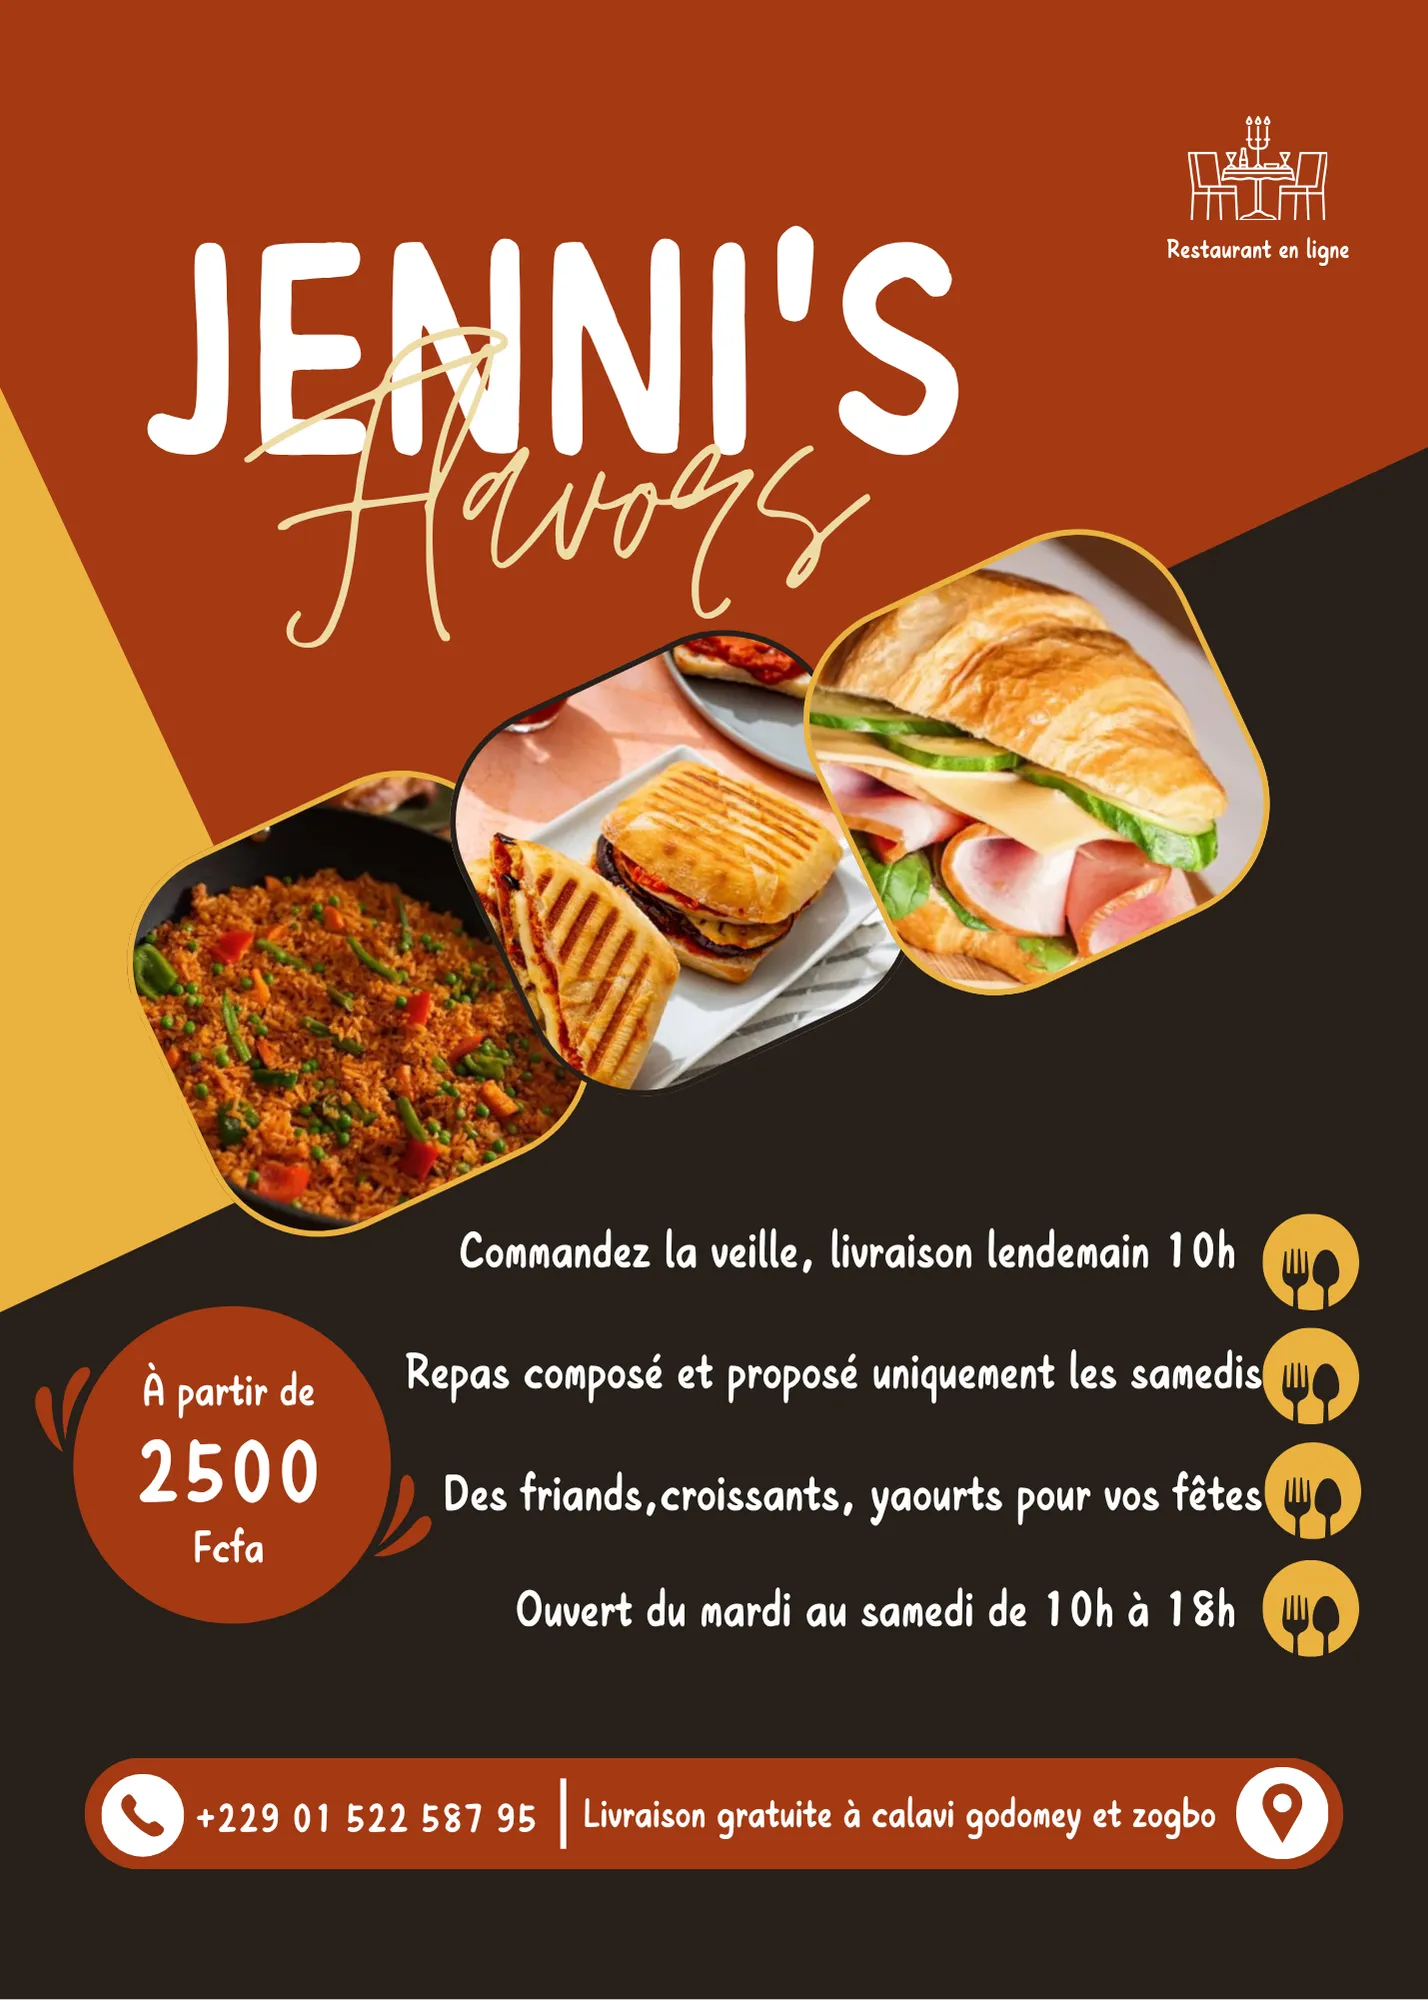 Restaurant en ligne
JENNI'S
Flavors
Commandez la veille, livraison lendemain 10h
Repas composé et proposé uniquement les samedis
Des friands,croissants, yaourts pour vos fêtes
Ouvert du mardi au samedi de 10h à 18h
À partir de
2500
Fcfa
+229 01 522 587 95
Livraison gratuite à calavi godomey et zogbo